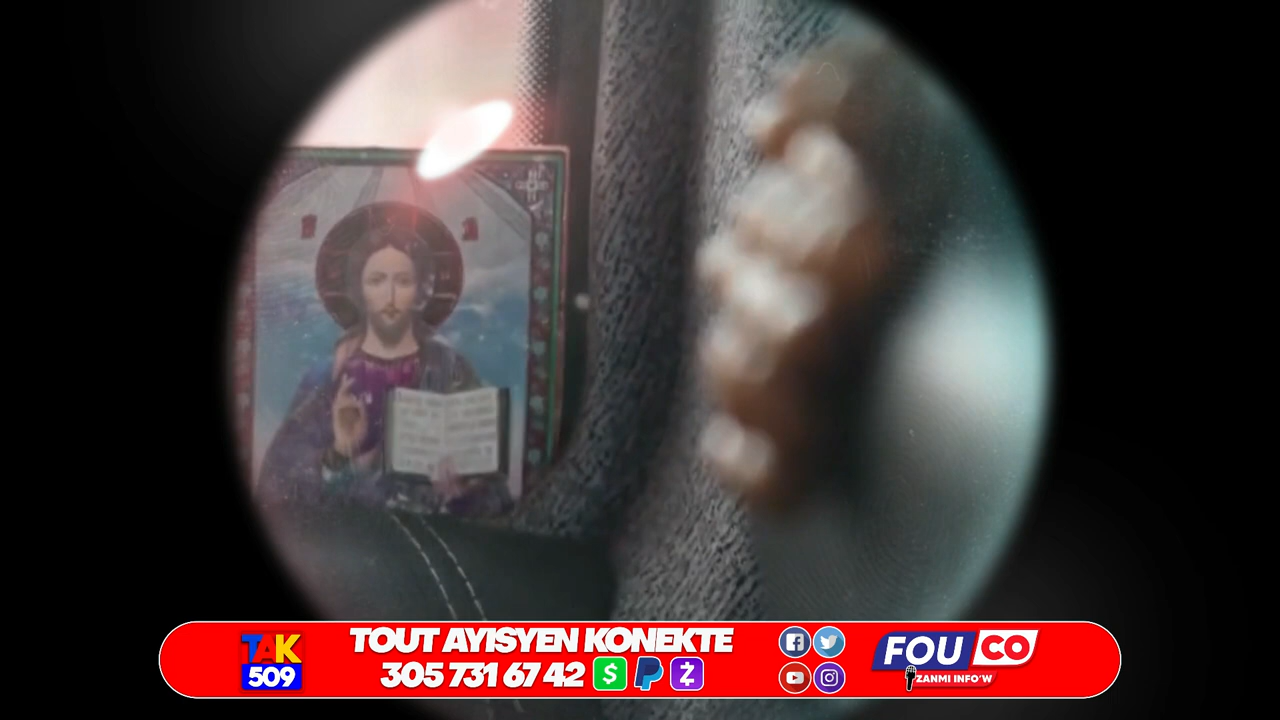 TAK
509
TOUT AYISYEN KONEKTE
305 731 67 42
FOU CO
ZANMI INFO'W